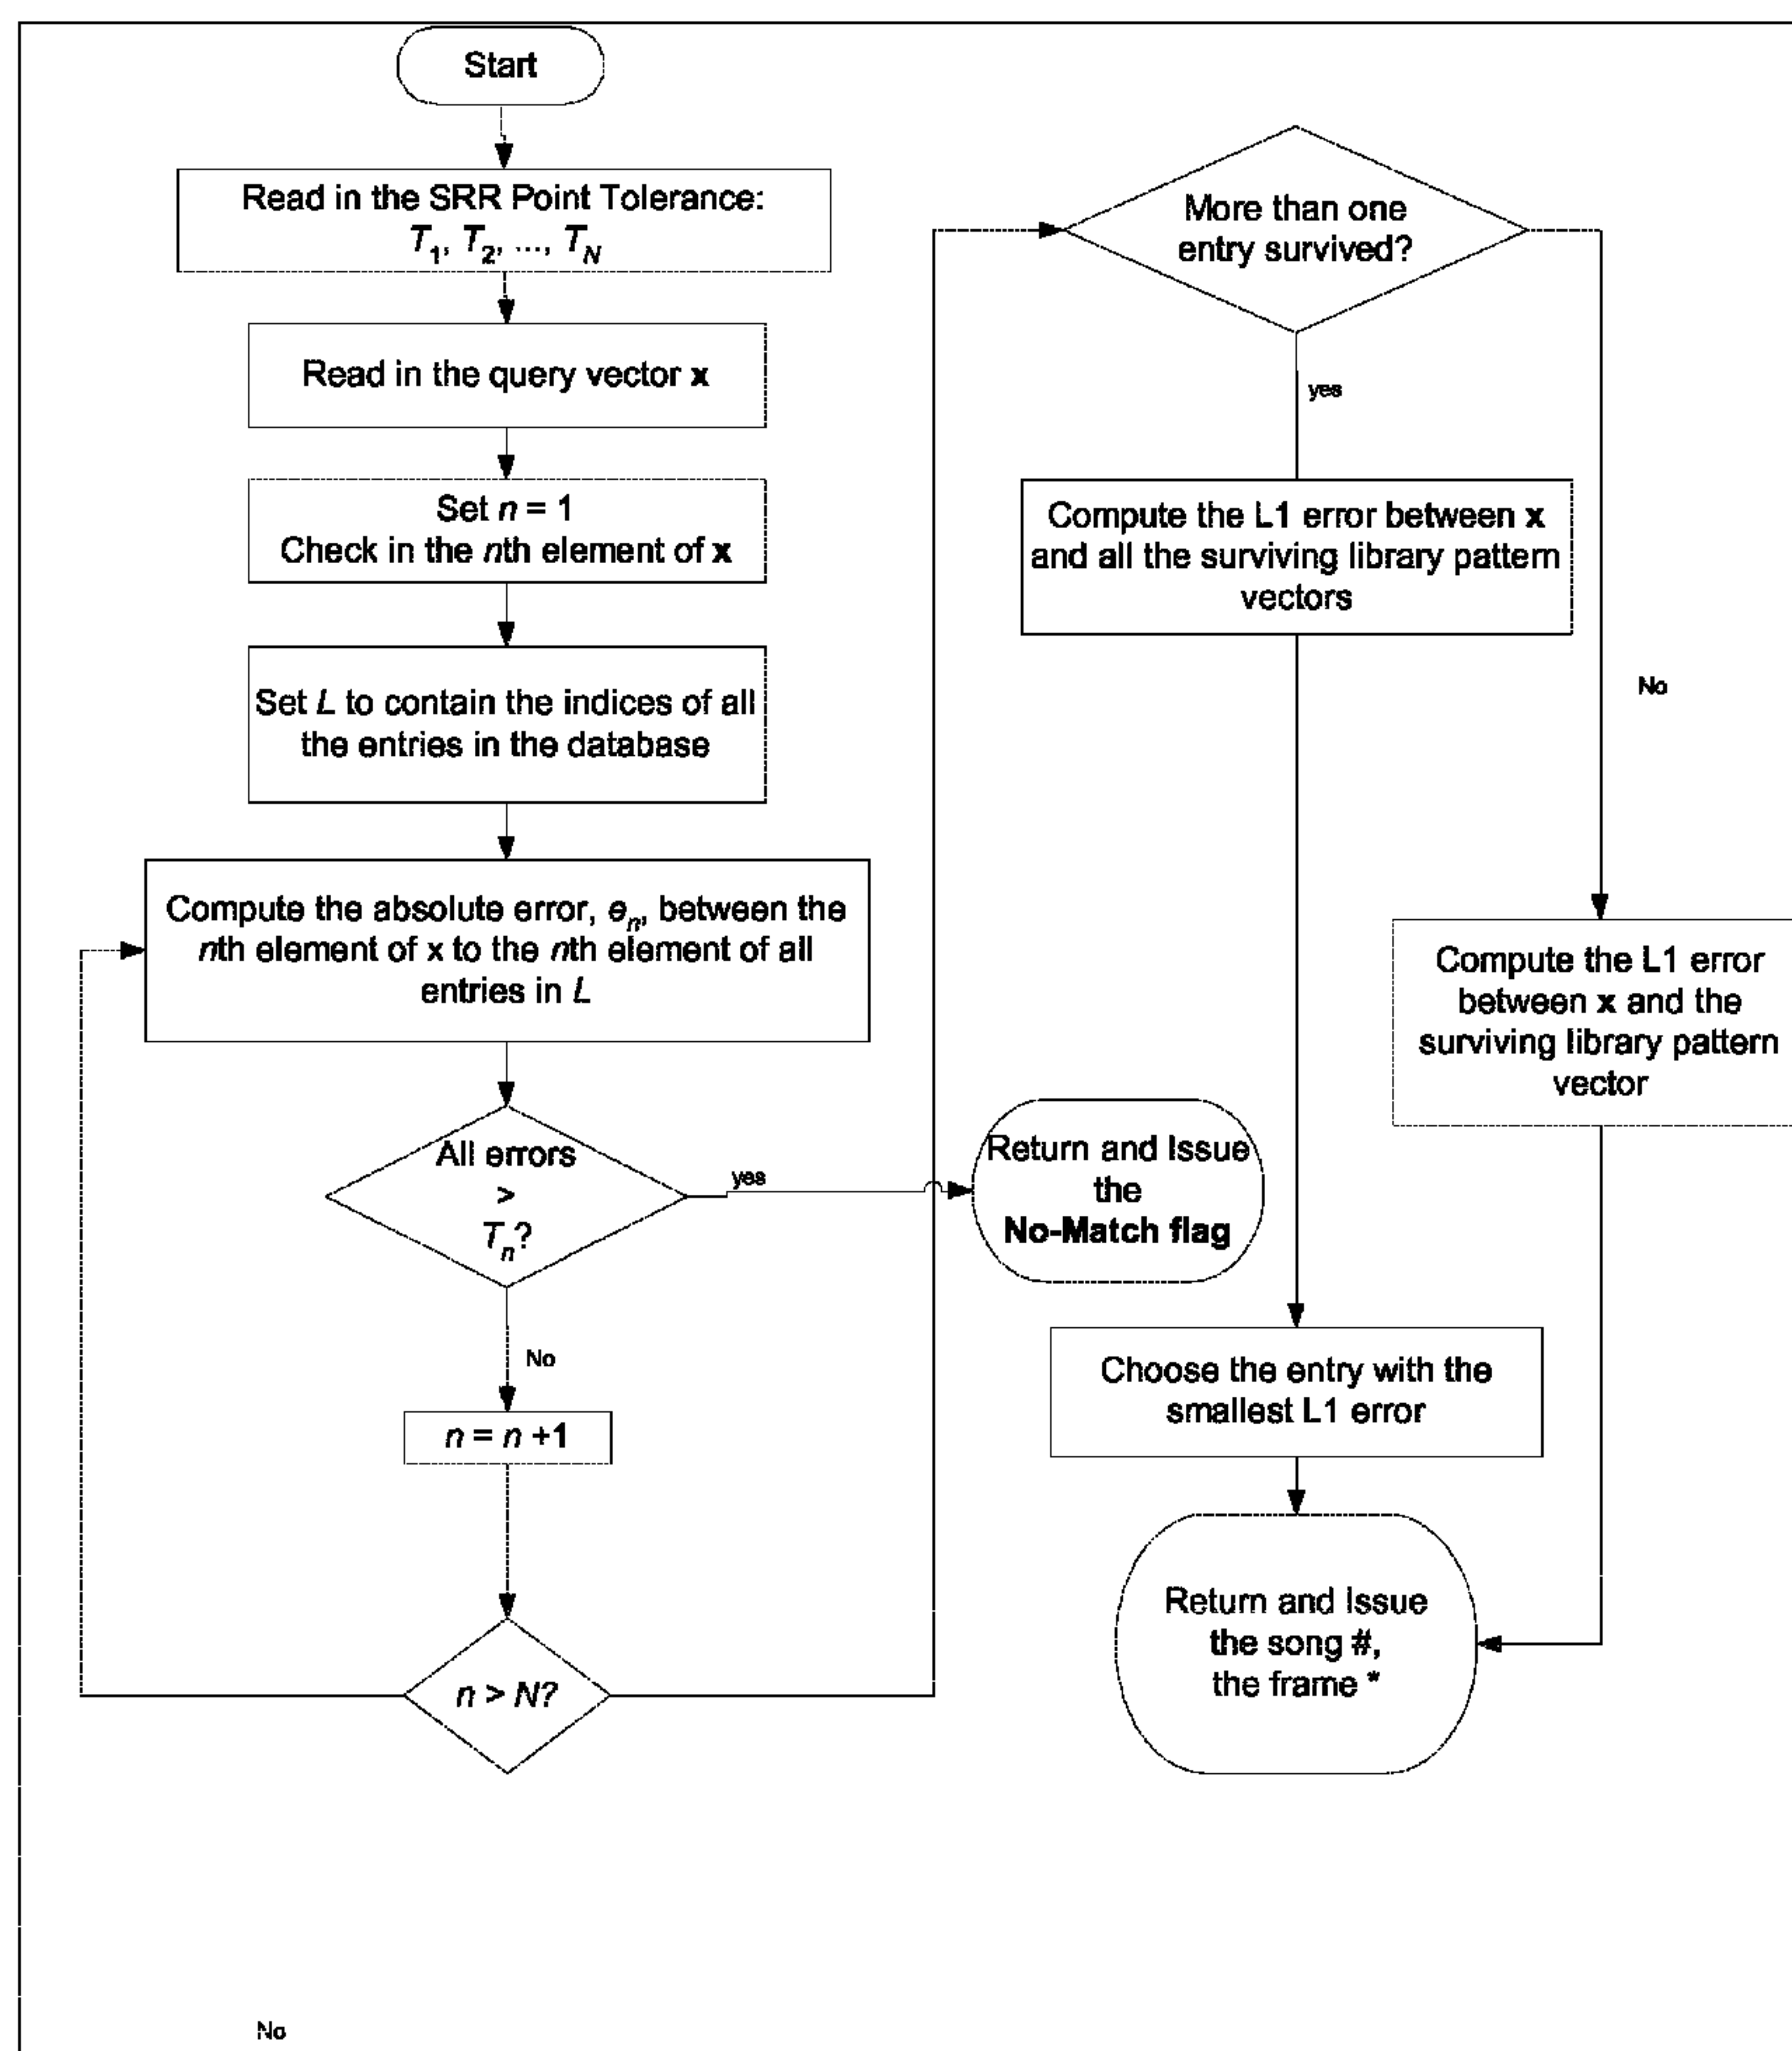 Start
Read in the SRR Point Tolerance:
T1, T2, ..., TN
Read in the query vector x
Set n = 1
Check in the nth element of x
Set L to contain the indices of all
the entries in the database
Compute the absolute error, en, between the
nth element of x to the nth element of all
entries in L
All errors
>
Tn?
yes
Return and Issue
the
No-Match flag
No
n = n +1
n > N?
No
More than one
entry survived?
yes
No
Compute the L1 error between x
and all the surviving library pattern
vectors
Compute the L1 error
between x and the
surviving library pattern
vector
Choose the entry with the
smallest L1 error
Return and Issue
the song #,
the frame *